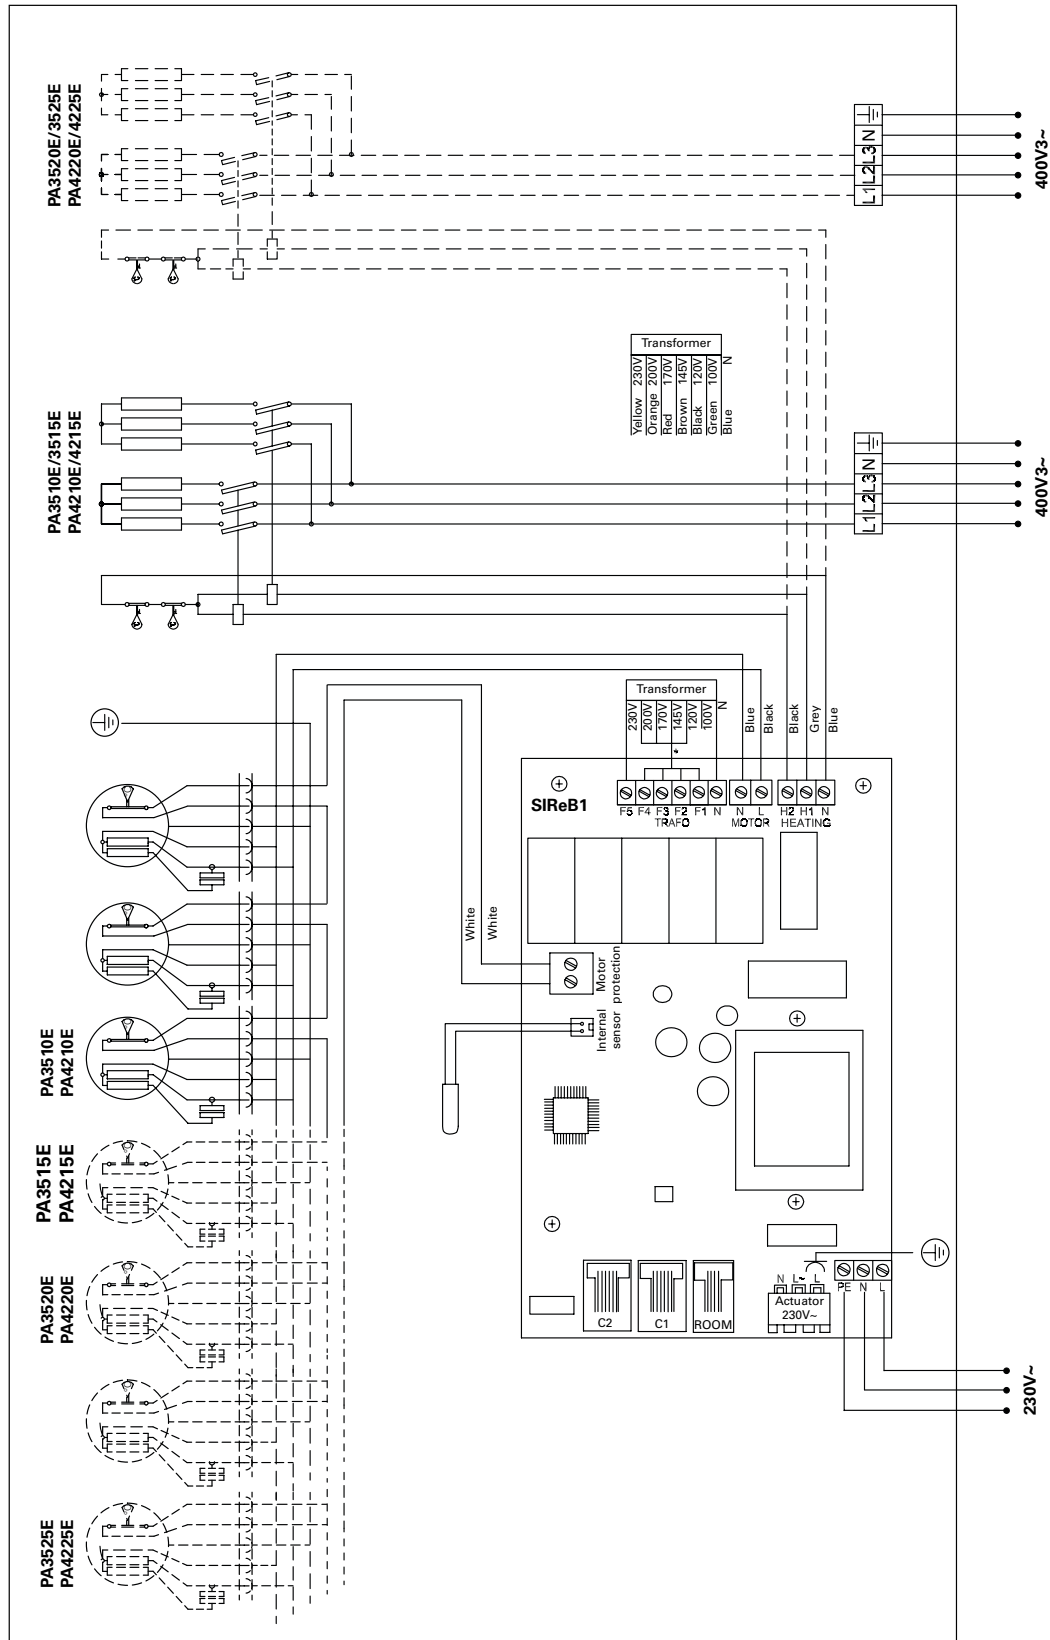 PA3520E/3525E
PA4220E/4225E
L1 L2 L3 N
400V3~
Transformer
Yellow 230V
Orange 200V
Red 170V
Brown 145V
Black 120V
Green 100V
Blue N
PA3510E/3515E
PA4210E/4215E
L1 L2 L3 N
400V3~
Transformer
230V
200V
170V
145V
120V
100V
N
*
Blue
Black
Black
Grey
Blue
SIReB1
F5 F4 F3 F2 F1 N
TRAFO
N L
MOTOR
H2 H1 N
HEATING
White
White
Motor
protection
Internal
sensor
PA3510E
PA4210E
PA3515E
PA4215E
PA3520E
PA4220E
PA3525E
PA4225E
C2
C1
ROOM
N L~ L
Actuator
230V~
PE N L
230V~